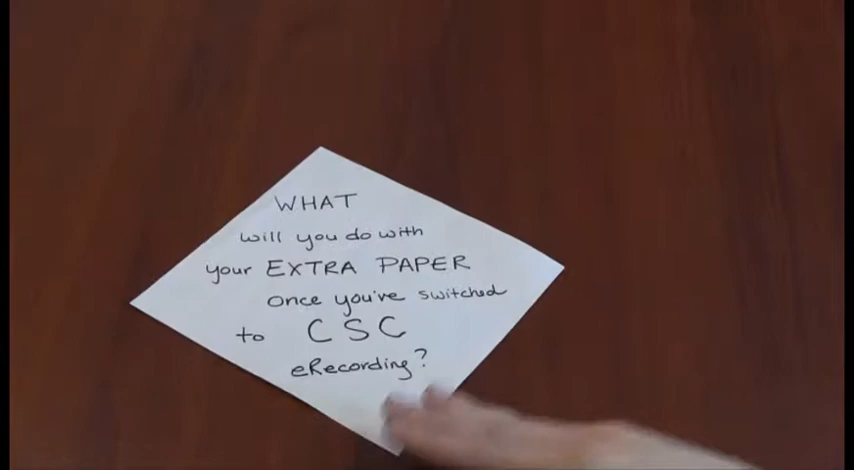 WHAT
will you do with
your EXTRA PAPER
once you've switched
to CSC
eRecording?